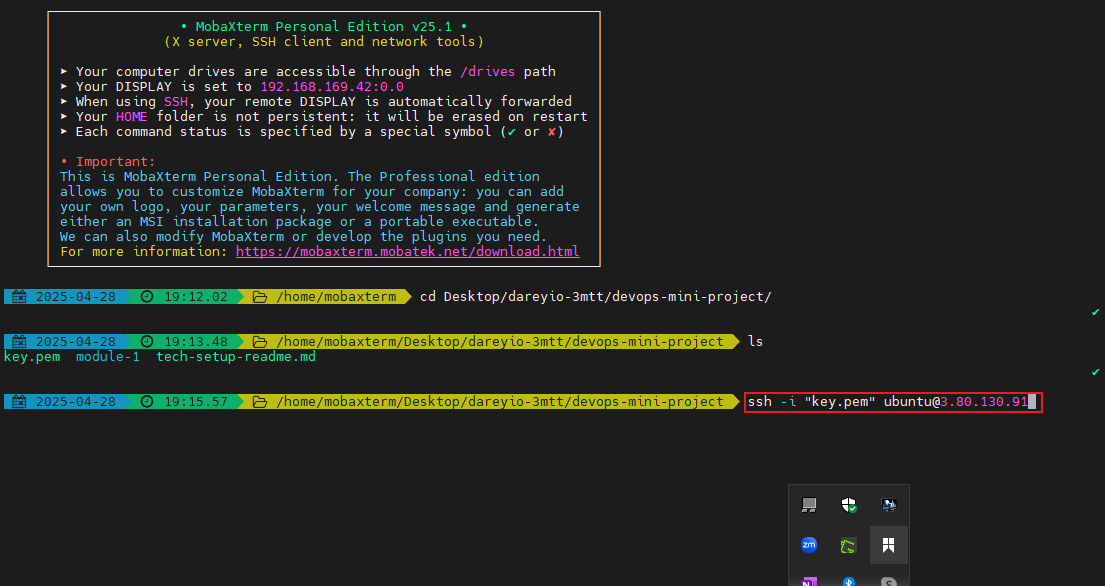 • MobaXterm Personal Edition v25.1 •
(X server, SSH client and network tools)
➤ Your computer drives are accessible through the /drives path
➤ Your DISPLAY is set to 192.168.169.42:0.0
➤ When using SSH, your remote DISPLAY is automatically forwarded
➤ Your HOME folder is not persistent: it will be erased on restart
➤ Each command status is specified by a special symbol (✔ or ✘)
• Important:
This is MobaXterm Personal Edition. The Professional edition
allows you to customize MobaXterm for your company: you can add
your own logo, your parameters, your welcome message and generate
either an MSI installation package or a portable executable.
We can also modify MobaXterm or develop the plugins you need.
For more information: https://mobaxterm.mobatek.net/download.html
2025-04-28 19:12.02 /home/mobaxterm cd Desktop/dareyio-3mtt/devops-mini-project/
✔
2025-04-28 19:13.48 /home/mobaxterm/Desktop/dareyio-3mtt/devops-mini-project ls
key.pem module-1 tech-setup-readme.md
✔
2025-04-28 19:15.57 /home/mobaxterm/Desktop/dareyio-3mtt/devops-mini-project ssh -i "key.pem" ubuntu@3.80.130.91
zm
N
S